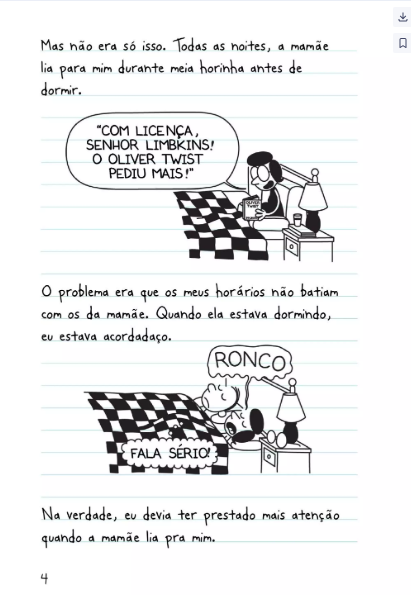 Mas não era só isso. Todas as noites, a mamãe
lia para mim durante meia horinha antes de
dormir.
"COM LICENÇA,
SENHOR LIMBKINS!
O OLIVER TWIST
PEDIU MAIS!"
OLIVER
TWIST
O problema era que os meus horários não batiam
com os da mamãe. Quando ela estava dormindo,
eu estava acordadaço.
RONCO
FALA SÉRIO!
Na verdade, eu devia ter prestado mais atenção
quando a mamãe lia pra mim.
4